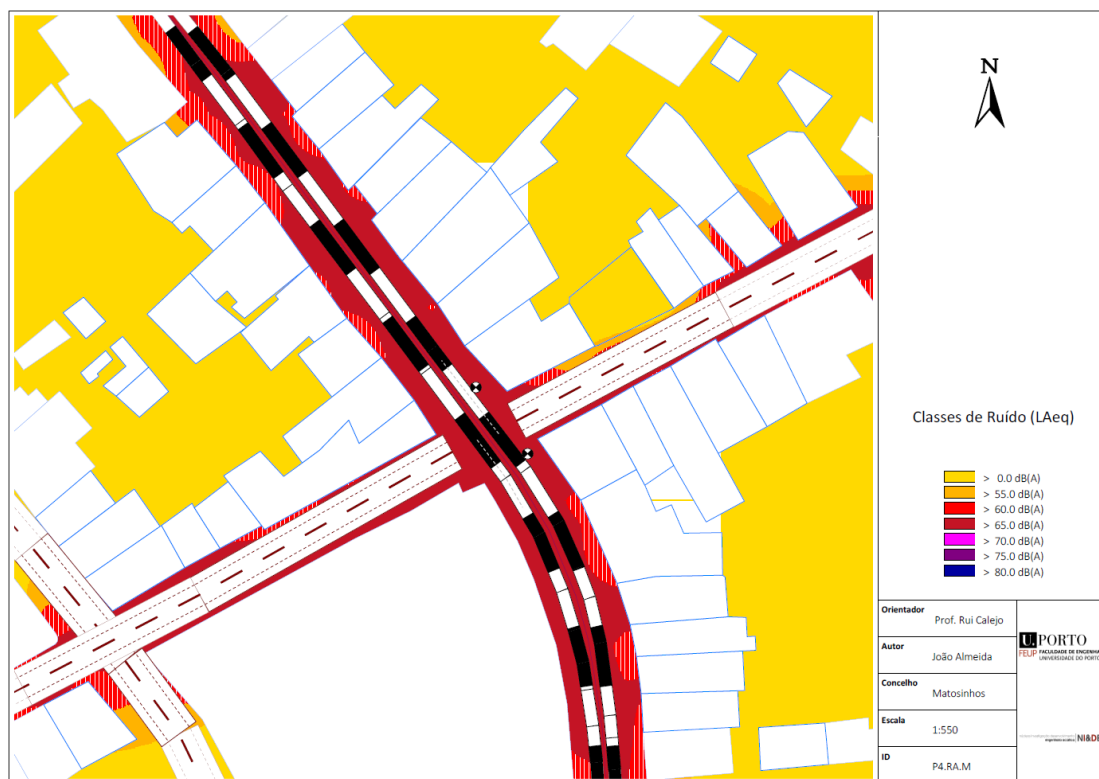 N
Classes de Ruído (LAeq)
> 0.0 dB(A)
> 55.0 dB(A)
> 60.0 dB(A)
> 65.0 dB(A)
> 70.0 dB(A)
> 75.0 dB(A)
> 80.0 dB(A)
Orientador
Prof. Rui Calejo
Autor
João Almeida
Concelho
Matosinhos
Escala
1:550
ID
P4.RA.M
U. PORTO
FEUP FACULDADE DE ENGENHA
UNIVERSIDADE DO PORTO
NI&DE